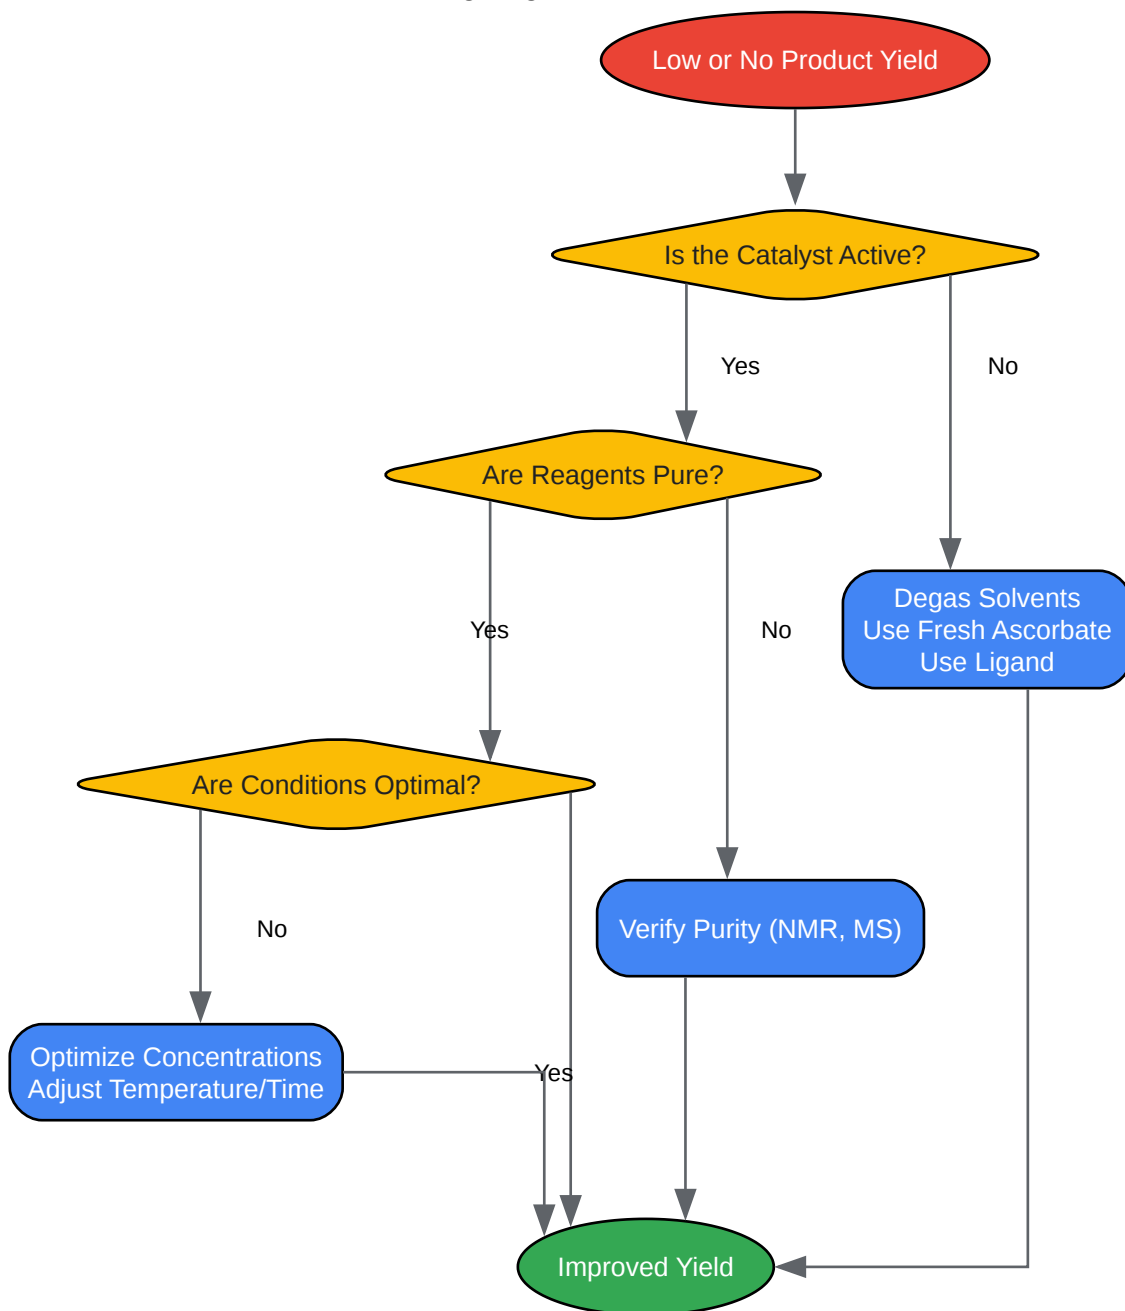 Low or No Product Yield
Is the Catalyst Active?
Yes
No
Are Reagents Pure?
Degas Solvents
Use Fresh Ascorbate
Use Ligand
Yes
No
Are Conditions Optimal?
No
Verify Purity (NMR, MS)
Optimize Concentrations
Adjust Temperature/Time
Yes
Improved Yield